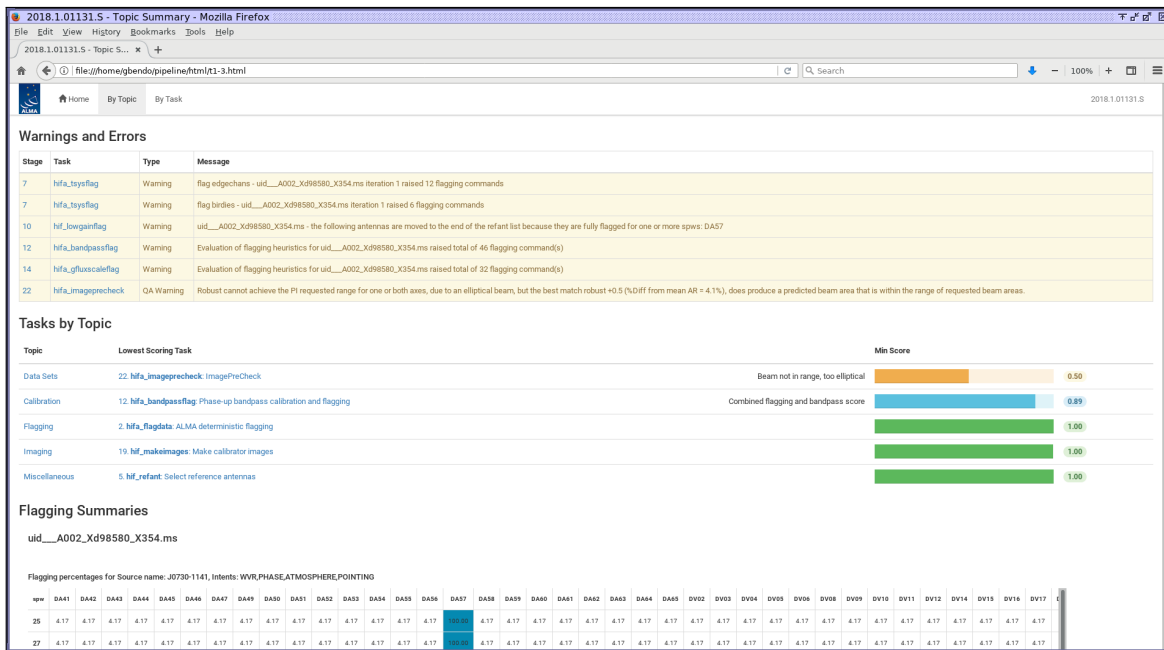 2018.1.01131.S - Topic Summary - Mozilla Firefox
File Edit View History Bookmarks Tools Help
2018.1.01131.S - Topic S... × +
file:///home/gbendo/pipeline/html/t1-3.html Search 100%
ALMA Home By Topic By Task 2018.1.01131.S
Warnings and Errors
Stage Task Type Message
7 hifa_tsysflag Warning flag edgechans - uid___A002_Xd98580_X354.ms iteration 1 raised 12 flagging commands
7 hifa_tsysflag Warning flag birdies - uid___A002_Xd98580_X354.ms iteration 1 raised 6 flagging commands
10 hif_lowgainflag Warning uid___A002_Xd98580_X354.ms - the following antennas are moved to the end of the refant list because they are fully flagged for one or more spws: DA57
12 hifa_bandpassflag Warning Evaluation of flagging heuristics for uid___A002_Xd98580_X354.ms raised total of 46 flagging command(s)
14 hifa_gfluxscaleflag Warning Evaluation of flagging heuristics for uid___A002_Xd98580_X354.ms raised total of 32 flagging command(s)
22 hifa_imageprecheck QA Warning Robust cannot achieve the PI requested range for one or both axes, due to an elliptical beam, but the best match robust +0.5 (%Diff from mean AR = 4.1%), does produce a predicted beam area that is within the range of requested beam areas.
Tasks by Topic
Topic Lowest Scoring Task Min Score
Data Sets 22. hifa_imageprecheck: ImagePreCheck Beam not in range, too elliptical 0.50
Calibration 12. hifa_bandpassflag: Phase-up bandpass calibration and flagging Combined flagging and bandpass score 0.89
Flagging 2. hifa_flagdata: ALMA deterministic flagging 1.00
Imaging 19. hif_makeimages: Make calibrator images 1.00
Miscellaneous 5. hif_refant: Select reference antennas 1.00
Flagging Summaries
uid___A002_Xd98580_X354.ms
Flagging percentages for Source name: J0730-1141, Intents: WVR,PHASE,ATMOSPHERE,POINTING
spw DA41 DA42 DA43 DA44 DA45 DA46 DA47 DA49 DA50 DA51 DA52 DA53 DA54 DA55 DA56 DA57 DA58 DA59 DA60 DA61 DA62 DA63 DA64 DA65 DV02 DV03 DV04 DV05 DV06 DV08 DV09 DV10 DV11 DV12 DV14 DV15 DV16 DV17
25 4.17 4.17 4.17 4.17 4.17 4.17 4.17 4.17 4.17 4.17 4.17 4.17 4.17 4.17 4.17 100.00 4.17 4.17 4.17 4.17 4.17 4.17 4.17 4.17 4.17 4.17 4.17 4.17 4.17 4.17 4.17 4.17 4.17 4.17 4.17 4.17 4.17 4.17
27 4.17 4.17 4.17 4.17 4.17 4.17 4.17 4.17 4.17 4.17 4.17 4.17 4.17 4.17 4.17 100.00 4.17 4.17 4.17 4.17 4.17 4.17 4.17 4.17 4.17 4.17 4.17 4.17 4.17 4.17 4.17 4.17 4.17 4.17 4.17 4.17 4.17 4.17